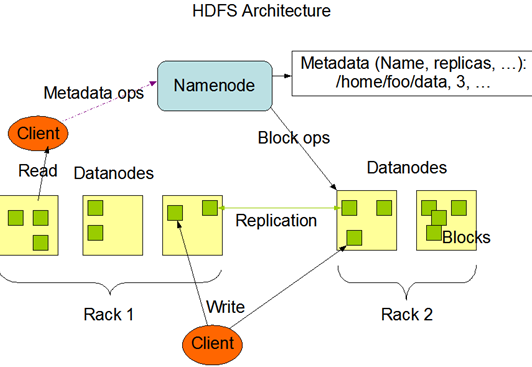 HDFS Architecture
Metadata (Name, replicas, …):
/home/foo/data, 3, …
Namenode
Metadata ops
Client
Block ops
Read
Datanodes
Datanodes
Replication
Blocks
Write
Rack 1
Rack 2
Client